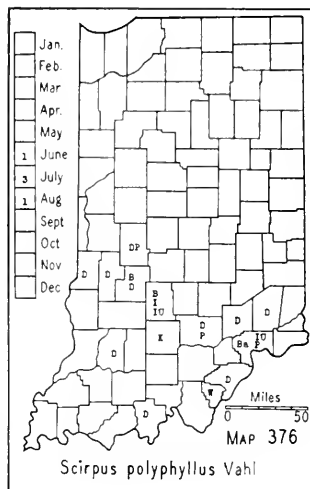 Jan.
Feb.
Mar
Apr.
May
1 June
3 July
1 Aug
Sept
Oct
Nov
Dec
DP
D D B
D
B
I
IU
K D
P
D D
Ba IU
P
D
D
W
D
Miles
0 50
MAP 376
Scirpus polyphyllus Vahl